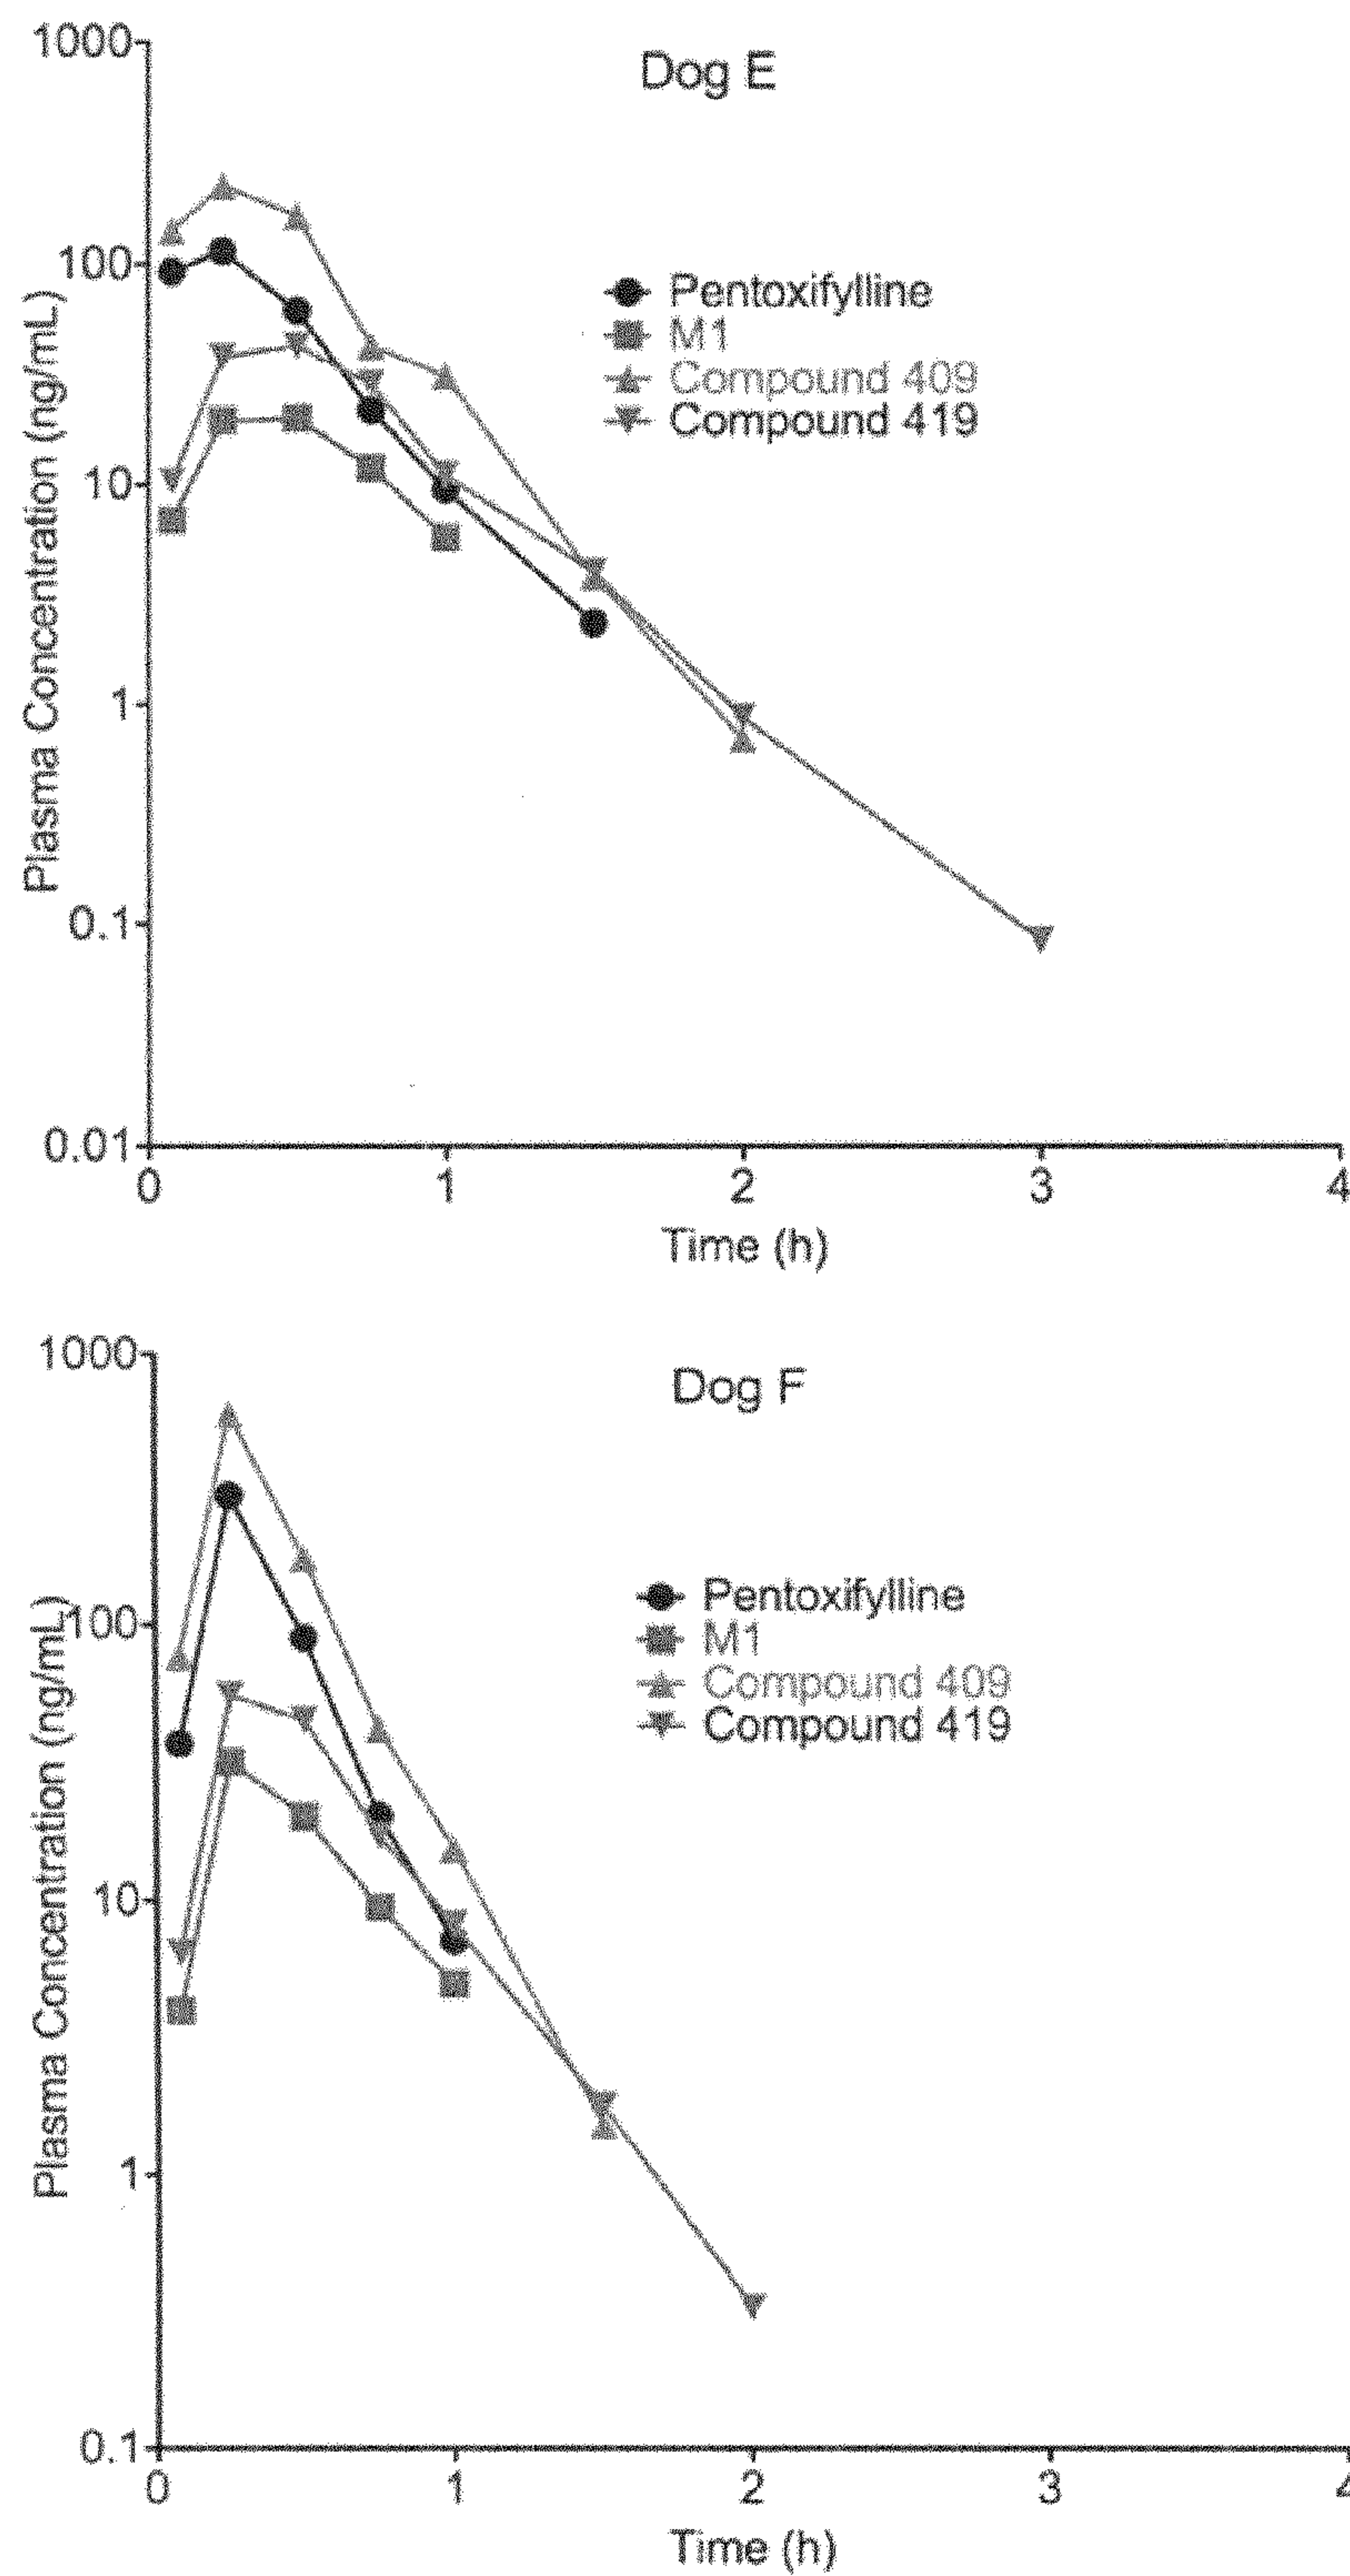 Dog E
1000
100
10
1
0.1
0.01
Plasma Concentration (ng/mL)
Pentoxifylline
M1
Compound 409
Compound 419
0 1 2 3 4
Time (h)
Dog F
1000
100
10
1
0.1
Plasma Concentration (ng/mL)
Pentoxifylline
M1
Compound 409
Compound 419
0 1 2 3 4
Time (h)